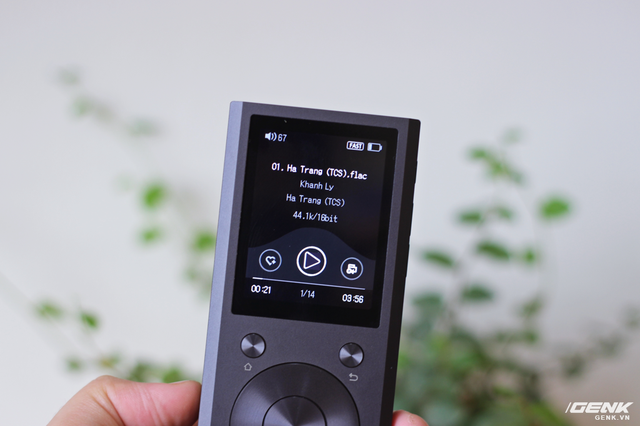 67
FAST
01. Ha Trang (TCS).flac
Khanh Ly
Ha Trang (TCS)
44.1k/16bit
00:21
1/14
03:56
GENK
GENK.VN